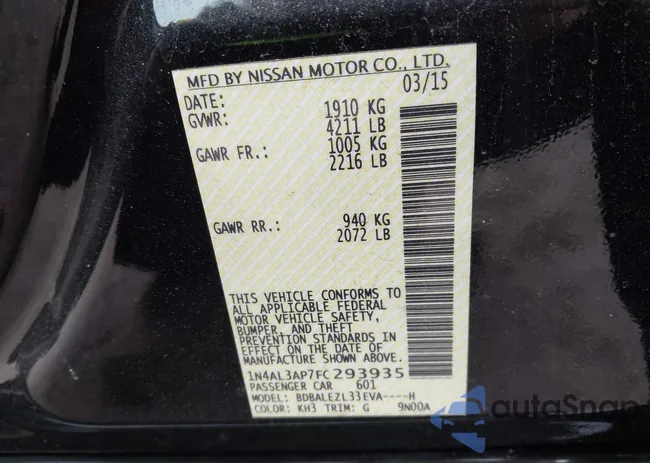 MFD BY NISSAN MOTOR CO., LTD.
DATE: 03/15
GVWR: 1910 KG
4211 LB
GAWR FR.: 1005 KG
2216 LB
GAWR RR.: 940 KG
2072 LB
THIS VEHICLE CONFORMS TO
ALL APPLICABLE FEDERAL
MOTOR VEHICLE SAFETY,
BUMPER, AND THEFT
PREVENTION STANDARDS
IN EFFECT ON THE DATE OF
MANUFACTURE SHOWN ABOVE.
1N4AL3AP7FC293935
PASSENGER CAR 601
MODEL: BDBALEZL33EVA----H
COLOR: KH3 TRIM: G 9N00A
autoSnap